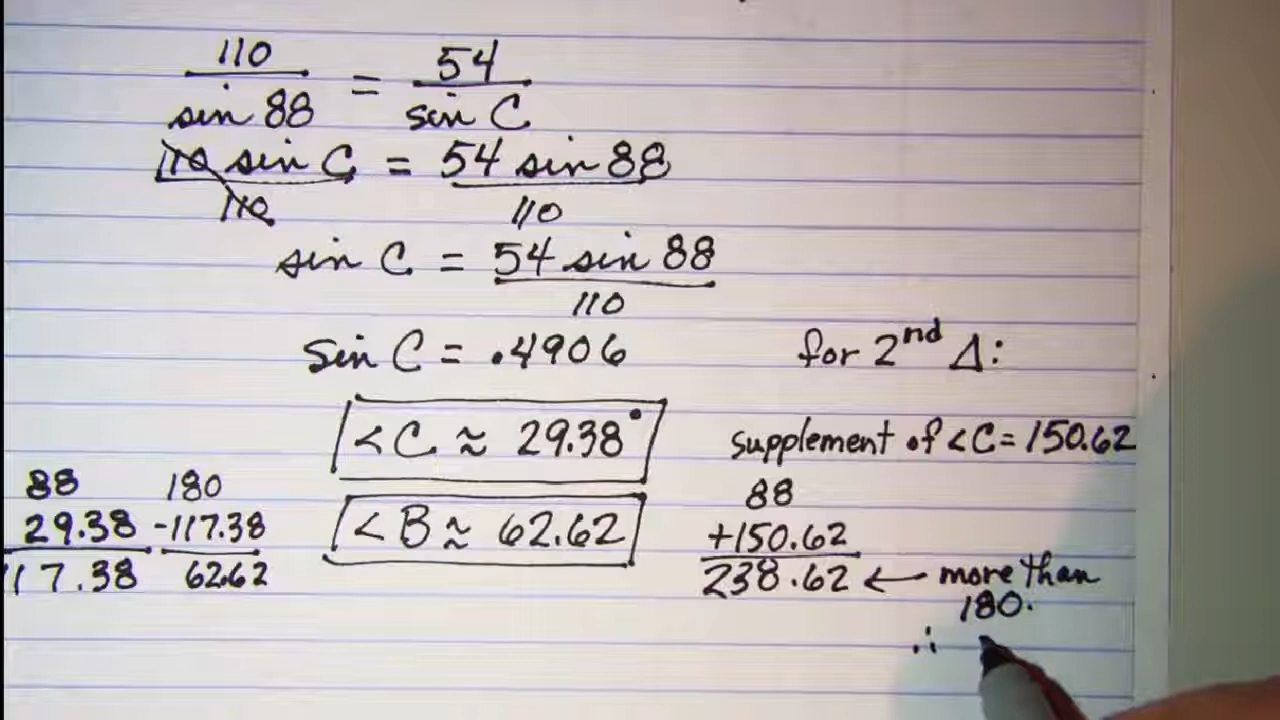 110 / sin 88 = 54 / sin C
110 sin C / 110 = 54 sin 88 / 110
sin C = 54 sin 88 / 110
sin C = .4906
<C ≈ 29.38°
<B ≈ 62.62
88
29.38
117.38
180
-117.38
62.62
for 2nd Δ:
supplement of <C = 150.62
88
+150.62
238.62 ← more than
180.
∴